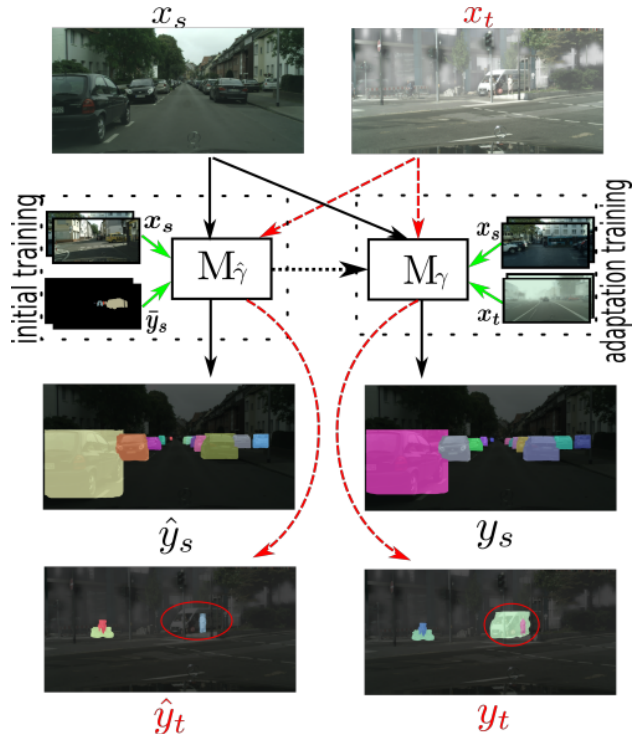 x_s
x_t
initial training
x_s
ȳ_s
M_γ̂
M_γ
x_s
x_t
adaptation training
ŷ_s
y_s
ŷ_t
y_t